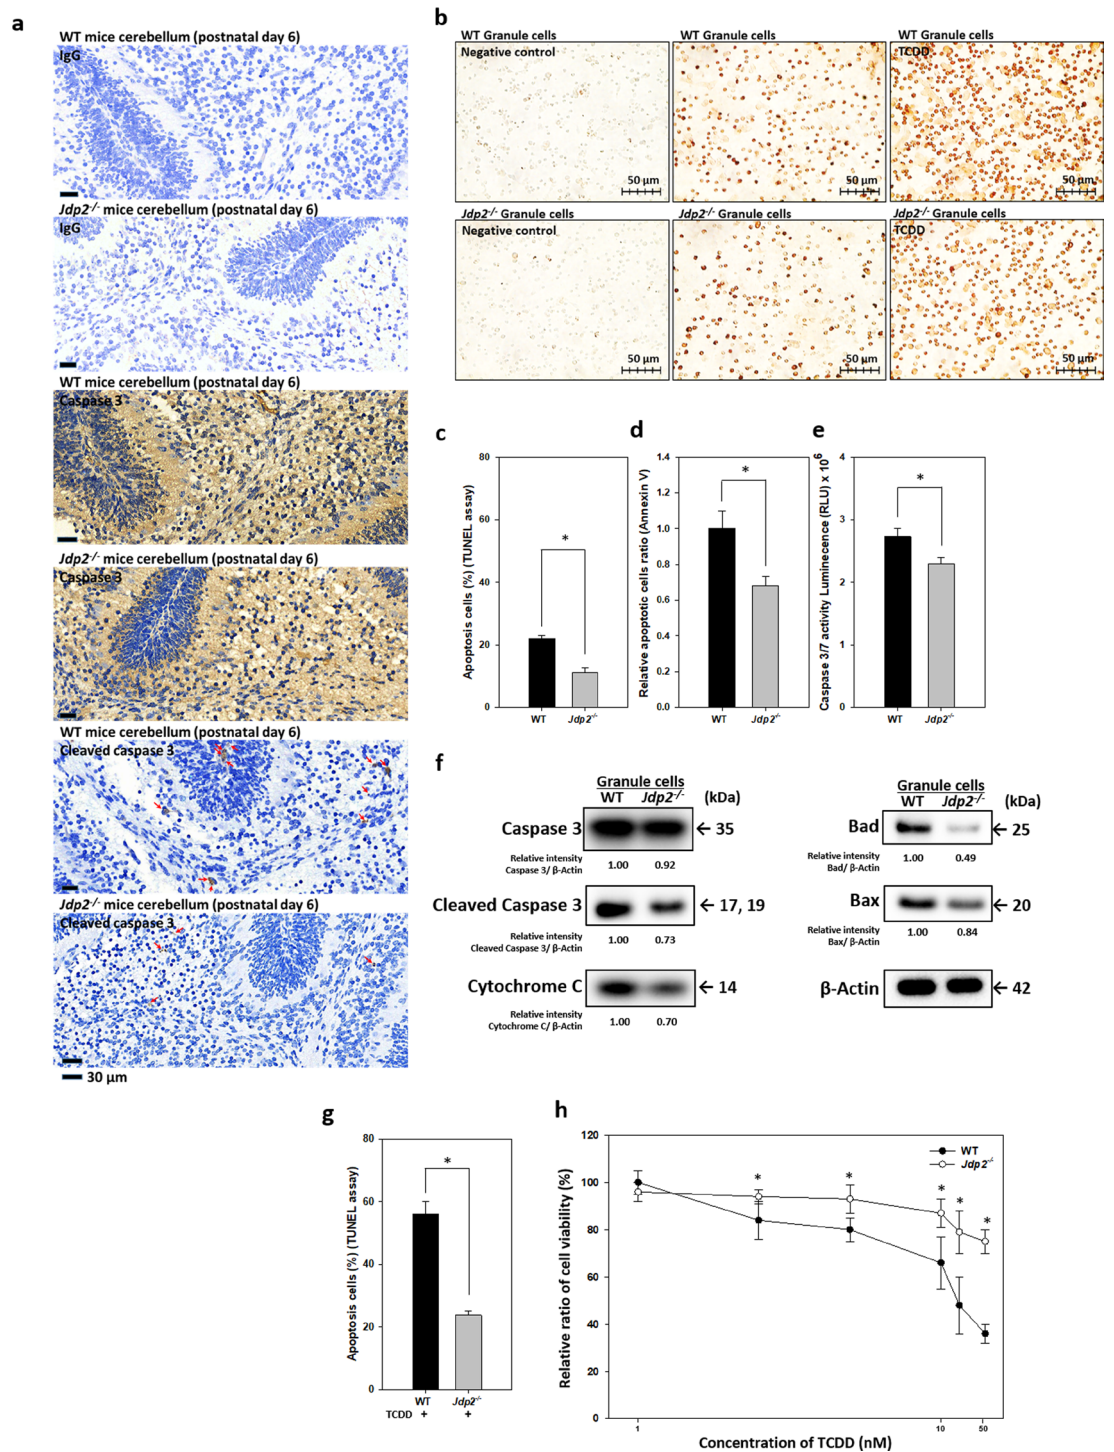 a
WT mice cerebellum (postnatal day 6)
IgG
Jdp2-/- mice cerebellum (postnatal day 6)
IgG
WT mice cerebellum (postnatal day 6)
Caspase 3
Jdp2-/- mice cerebellum (postnatal day 6)
Caspase 3
WT mice cerebellum (postnatal day 6)
Cleaved caspase 3
Jdp2-/- mice cerebellum (postnatal day 6)
Cleaved caspase 3
30 μm
b
WT Granule cells
Negative control
50 μm
WT Granule cells
50 μm
WT Granule cells
TCDD
50 μm
Jdp2-/- Granule cells
Negative control
50 μm
Jdp2-/- Granule cells
50 μm
Jdp2-/- Granule cells
TCDD
50 μm
c
Apoptosis cells (%) (TUNEL assay)
80
60
40
20
0
*
WT Jdp2-/-
d
Relative apoptotic cells ratio (Annexin V)
1.4
1.2
1.0
0.8
0.6
0.4
0.2
0.0
*
WT Jdp2-/-
e
Caspase 3/7 activity Luminecence (RLU) x 10^6
4
3
2
1
0
*
WT Jdp2-/-
f
Granule cells
WT Jdp2-/- (kDa)
Caspase 3 ← 35
Relative intensity
Caspase 3/ β-Actin 1.00 0.92
Cleaved Caspase 3 ← 17, 19
Relative intensity
Cleaved Caspase 3/ β-Actin 1.00 0.73
Cytochrome C ← 14
Relative intensity
Cytochrome C/ β-Actin 1.00 0.70
Granule cells
WT Jdp2-/- (kDa)
Bad ← 25
Relative intensity
Bad/ β-Actin 1.00 0.49
Bax ← 20
Relative intensity
Bax/ β-Actin 1.00 0.84
β-Actin ← 42
g
Apoptosis cells (%) (TUNEL assay)
80
60
40
20
0
*
WT Jdp2-/-
TCDD + +
h
Relative ratio of cell viability (%)
120
100
80
60
40
20
0
WT
Jdp2-/-
* * * * *
1 10 50
Concentration of TCDD (nM)